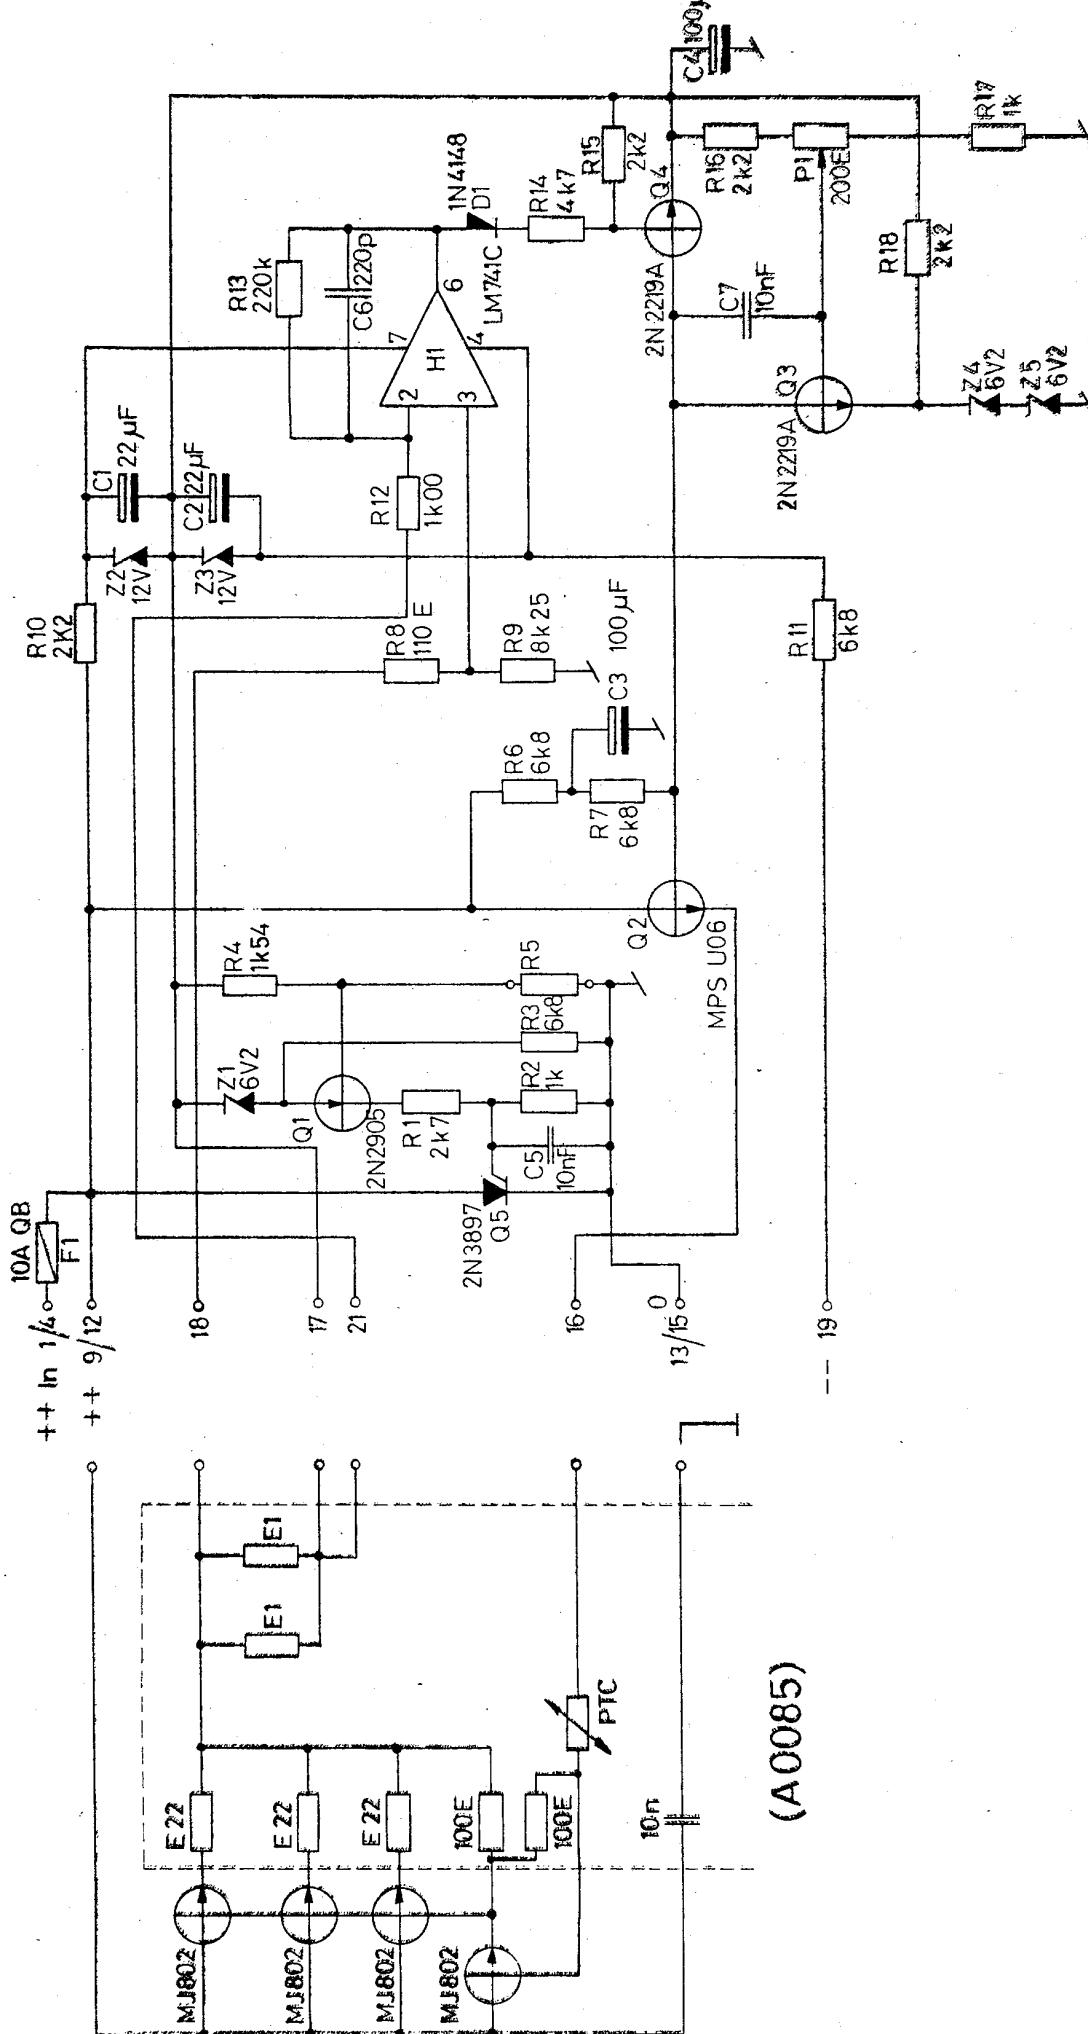 ++ In 1/4
10A QB
F1
++ 9/12
18
17
21
16
0
13/15
-- 19
R10
2K2
Z2
12V
C1
22µF
Z3
12V
C2
22µF
R13
220k
C6
220p
7
6
2
3
4
H1
LM741C
1N4148
D1
R14
4k7
R15
2k2
Q4
2N2219A
C4
R16
2k2
P1
200E
R17
1k
R18
2k2
C7
10nF
Q3
2N2219A
Z4
6V2
Z5
6V2
R12
1k00
R8
110 E
R9
8k25
C3
100µF
R6
6k8
R7
6k8
R11
6k8
Q2
MPS U06
R4
1k54
R5
R3
6k8
R2
1k
Z1
6V2
Q1
2N2905
R1
2k7
C5
10nF
2N3897
Q5
E1
E1
E22
E22
E22
100E
100E
PTC
10n
MJ802
MJ802
MJ802
MJ802
(A0085)